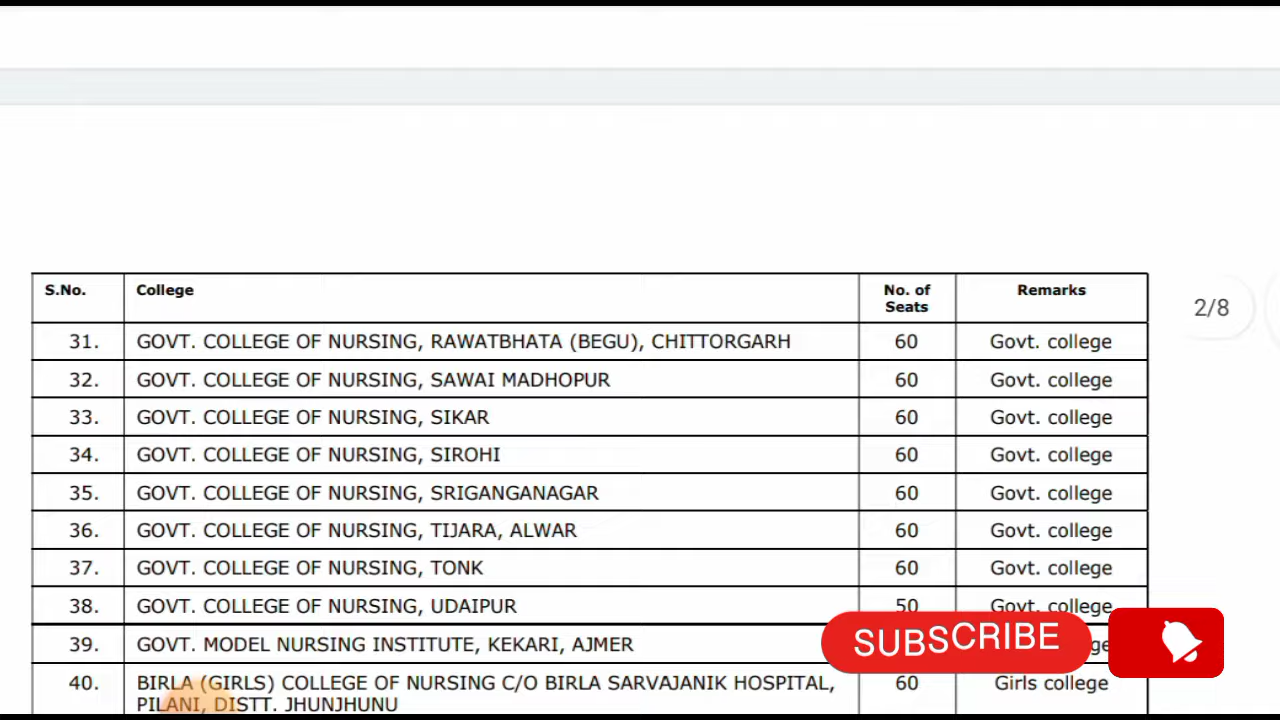 2/8
S.No. College No. of Seats Remarks
31. GOVT. COLLEGE OF NURSING, RAWATBHATA (BEGU), CHITTORGARH 60 Govt. college
32. GOVT. COLLEGE OF NURSING, SAWAI MADHOPUR 60 Govt. college
33. GOVT. COLLEGE OF NURSING, SIKAR 60 Govt. college
34. GOVT. COLLEGE OF NURSING, SIROHI 60 Govt. college
35. GOVT. COLLEGE OF NURSING, SRIGANGANAGAR 60 Govt. college
36. GOVT. COLLEGE OF NURSING, TIJARA, ALWAR 60 Govt. college
37. GOVT. COLLEGE OF NURSING, TONK 60 Govt. college
38. GOVT. COLLEGE OF NURSING, UDAIPUR 50 Govt. college
39. GOVT. MODEL NURSING INSTITUTE, KEKARI, AJMER
SUBSCRIBE
40. BIRLA (GIRLS) COLLEGE OF NURSING C/O BIRLA SARVAJANIK HOSPITAL, 60 Girls college
PILANI, DISTT. JHUNJHUNU